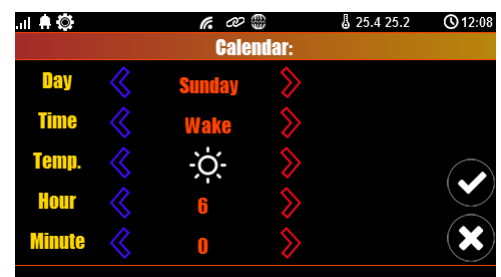 25.4 25.2 12:08
Calendar:
Day Sunday
Time Wake
Temp.
Hour 6
Minute 0